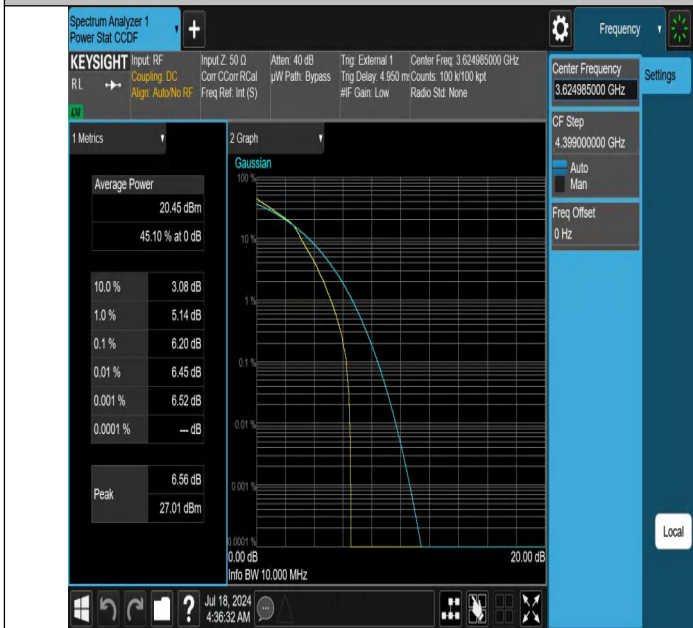 Spectrum Analyzer 1
Power Stat CCDF
+
Frequency
KEYSIGHT
RL
LXI
Input: RF
Coupling: DC
Align: Auto/No RF
Input Z: 50 Ω
Corr CCorr RCal
Freq Ref: Int (S)
Atten: 40 dB
µW Path: Bypass
Trig: External 1
Trig Delay: 4.950 ms
#IF Gain: Low
Center Freq: 3.624985000 GHz
Counts: 100 k/100 kpt
Radio Std: None
Center Frequency
3.624985000 GHz
Settings
CF Step
4.399000000 GHz
Auto
Man
Freq Offset
0 Hz
1 Metrics
Average Power
20.45 dBm
45.10 % at 0 dB
10.0 % 3.08 dB
1.0 % 5.14 dB
0.1 % 6.20 dB
0.01 % 6.45 dB
0.001 % 6.52 dB
0.0001 % --- dB
Peak
6.56 dB
27.01 dBm
2 Graph
Gaussian
100 %
10 %
1 %
0.1 %
0.01 %
0.001 %
0.0001 %
0.00 dB
20.00 dB
Info BW 10.000 MHz
Local
?
Jul 18, 2024
4:36:32 AM